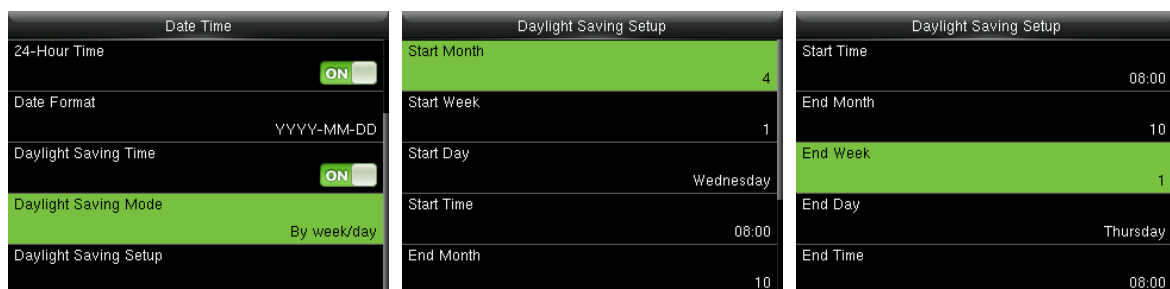 Date Time
24-Hour Time
ON
Date Format
YYYY-MM-DD
Daylight Saving Time
ON
Daylight Saving Mode
By week/day
Daylight Saving Setup
Daylight Saving Setup
Start Month
4
Start Week
1
Start Day
Wednesday
Start Time
08:00
End Month
10
Daylight Saving Setup
Start Time
08:00
End Month
10
End Week
1
End Day
Thursday
End Time
08:00